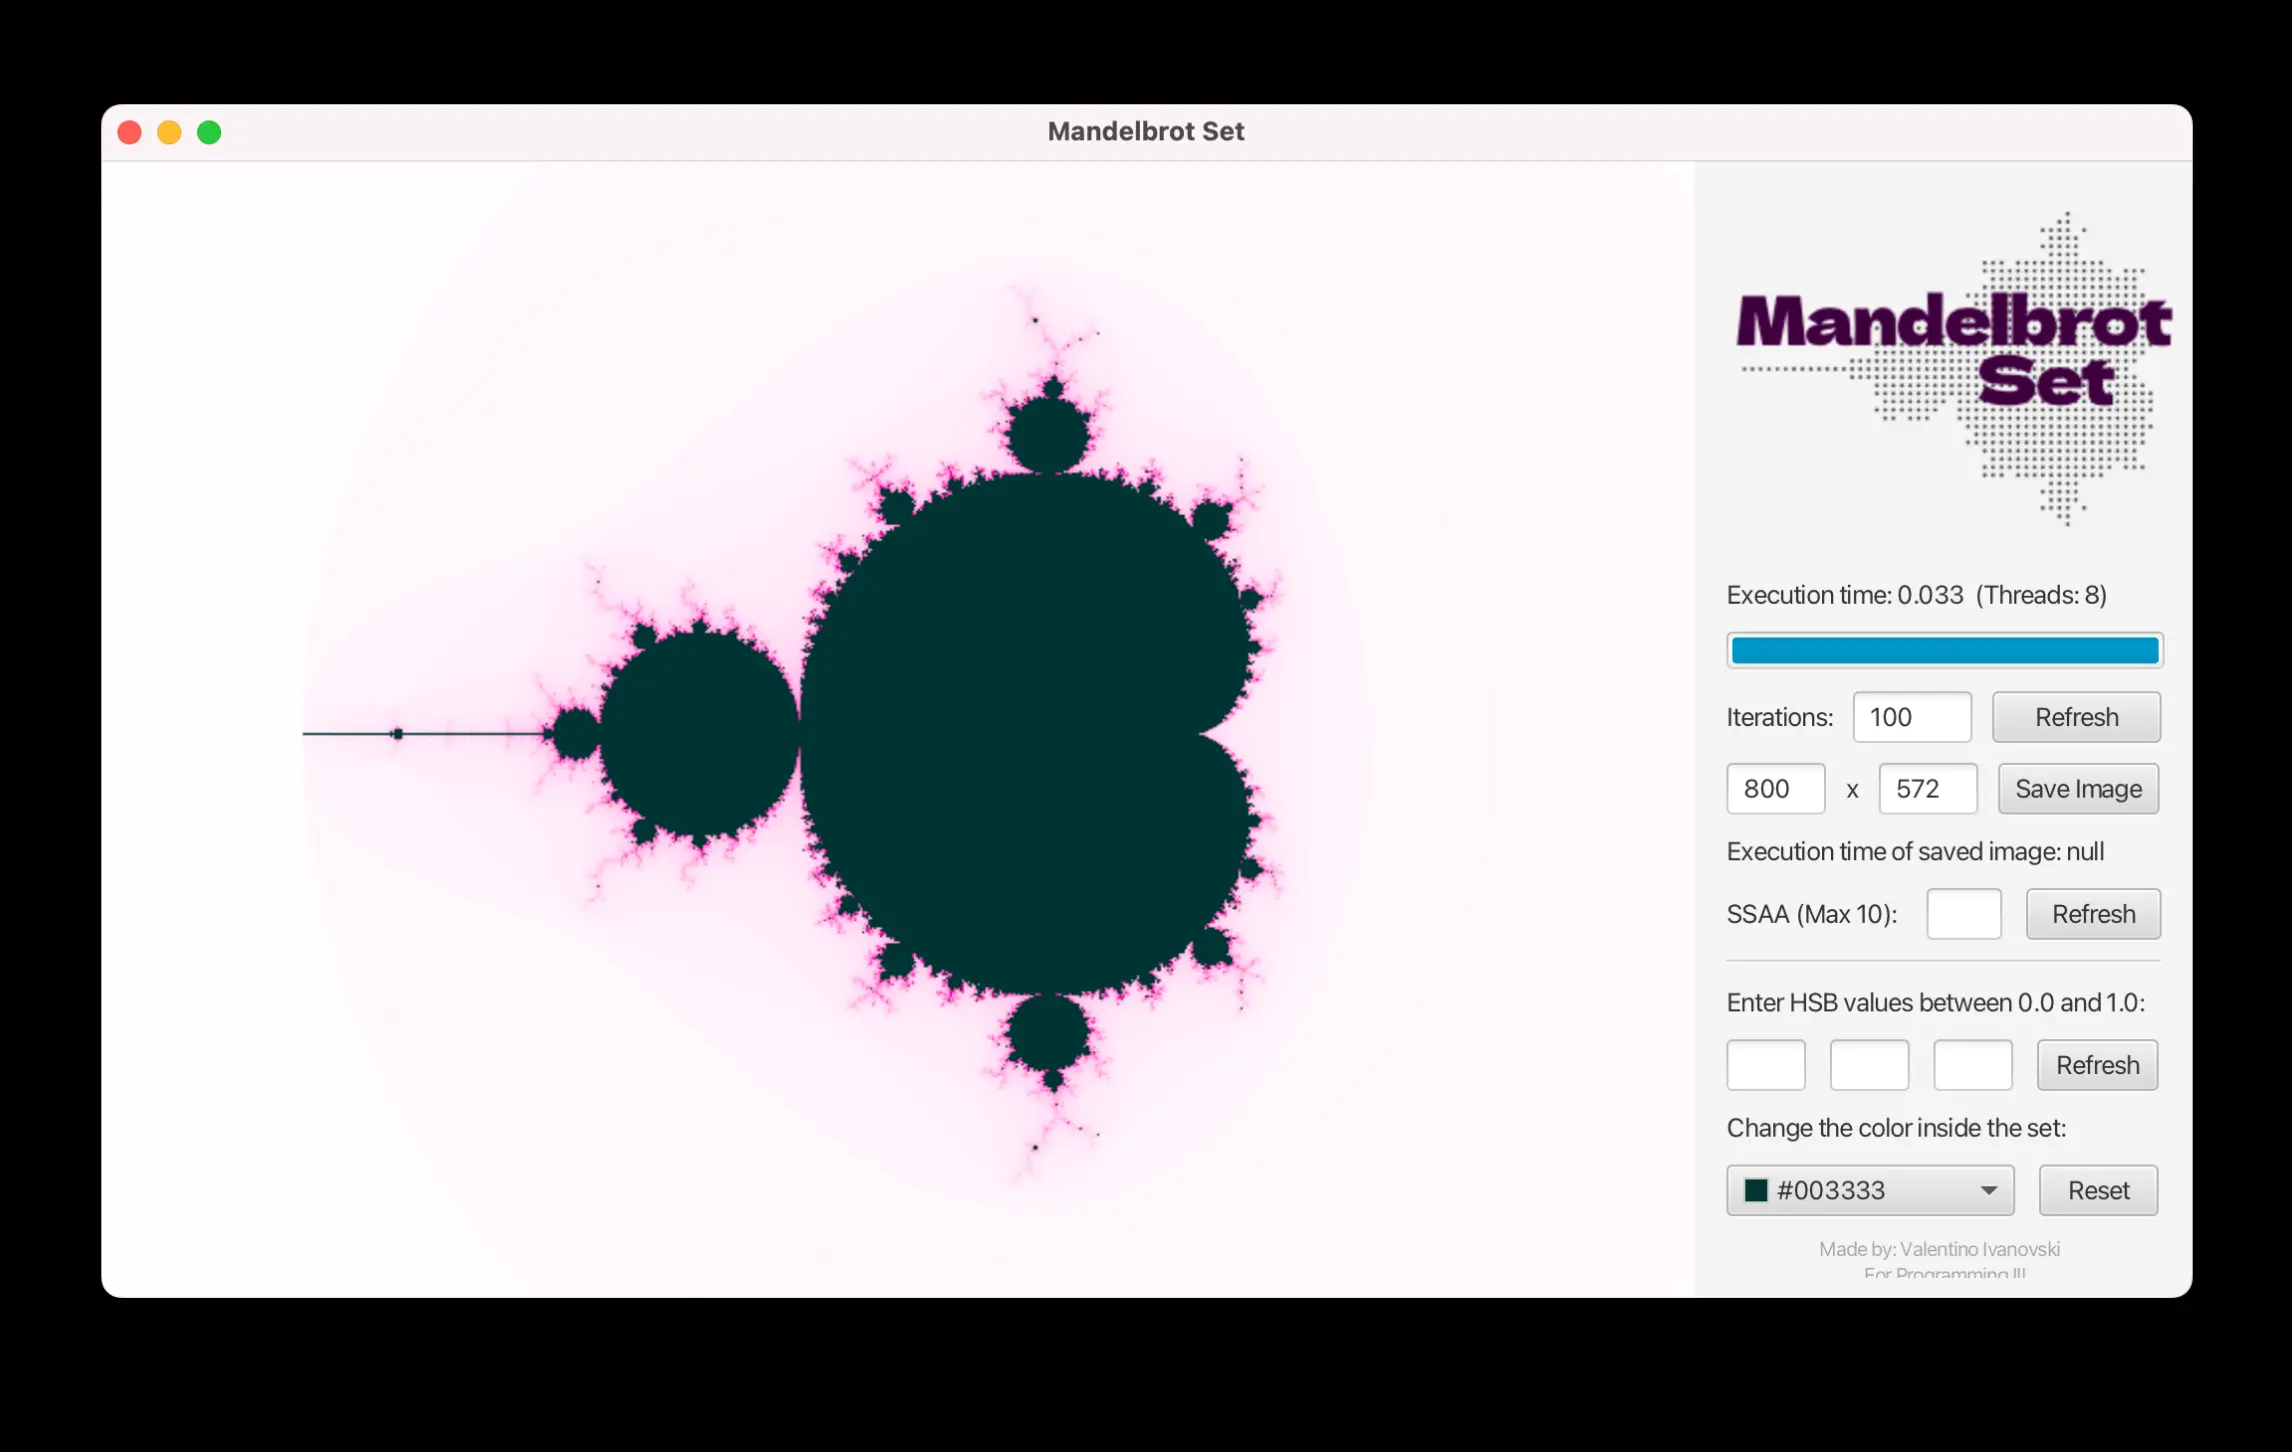 Mandelbrot Set
Mandelbrot
Set
Execution time: 0.033 (Threads: 8)
Iterations: 100 Refresh
800 x 572 Save Image
Execution time of saved image: null
SSAA (Max 10): Refresh
Enter HSB values between 0.0 and 1.0:
Refresh
Change the color inside the set:
#003333 Reset
Made by: Valentino Ivanovski
For Programming III